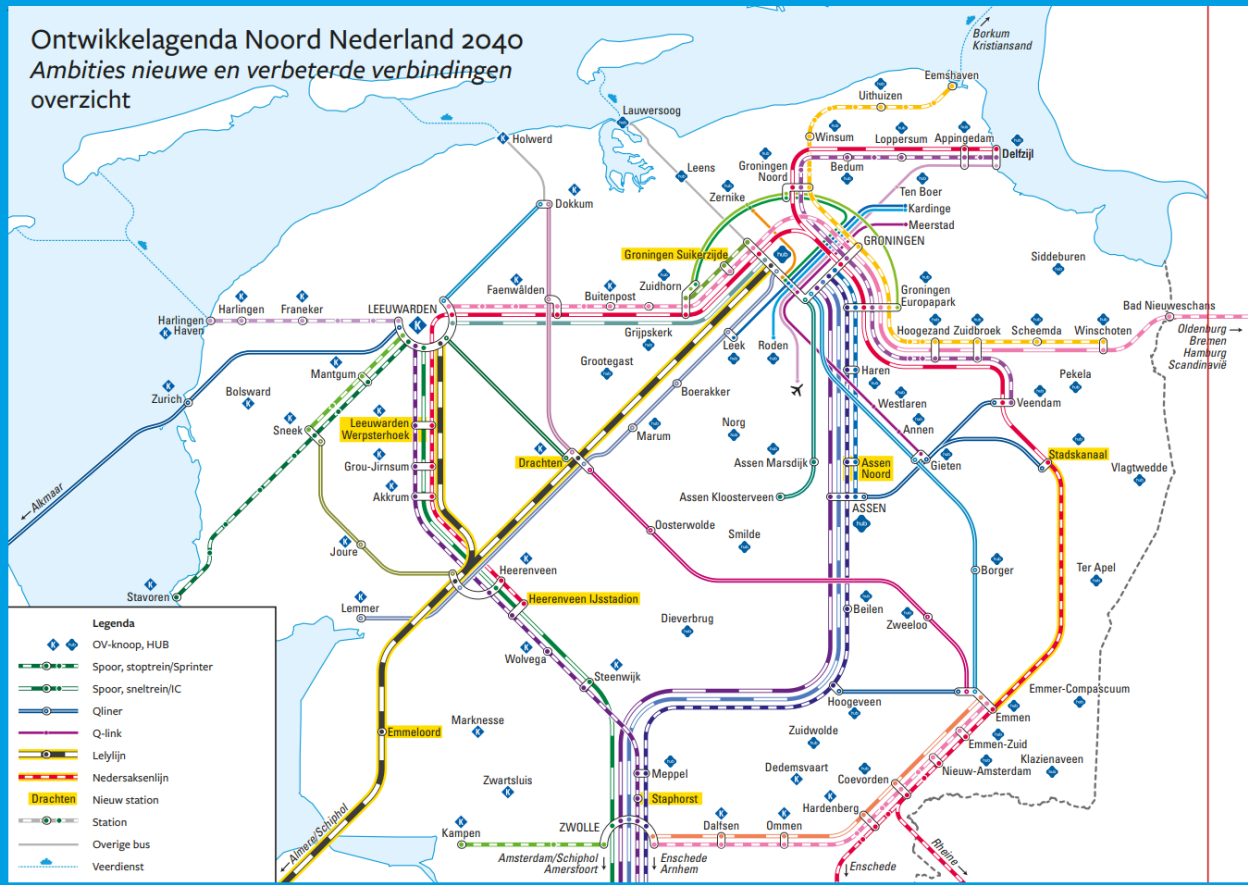 Ontwikkelagenda Noord Nederland 2040
Ambities nieuwe en verbeterde verbindingen
overzicht
Borkum
Kristiansand
Eemshaven
Uithuizen
Lauwersoog
Holwerd
Winsum
Loppersum
Appingedam
Delfzijl
Groningen
Noord
Bedum
Leens
Zernike
Ten Boer
Kardinge
Meerstad
Dokkum
GRONINGEN
Groningen Suikerzijde
Siddeburen
Zuidhorn
Faenwâlden
Buitenpost
Groningen
Europapark
LEEUWARDEN
Harlingen
Franeker
Harlingen
Haven
Bad Nieuweschans
Oldenburg
Bremen
Hamburg
Scandinavië
Hoogezand
Zuidbroek
Scheemda
Winschoten
Grijpskerk
Leek
Roden
Grootegast
Mantgum
Haren
Pekela
Boerakker
Zurich
Bolsward
Westlaren
Veendam
Sneek
Leeuwarden
Werpsterhoek
Marum
Norg
Annen
Stadskanaal
Grou-Jirnsum
Drachten
Assen Marsdijk
Assen
Noord
Gieten
Vlagtwedde
Alkmaar
Akkrum
Assen Kloosterveen
ASSEN
Oosterwolde
Smilde
Joure
Heerenveen
Borger
Ter Apel
Stavoren
Lemmer
Heerenveen IJsstadion
Beilen
Zweeloo
Dieverbrug
Wolvega
Steenwijk
Hoogeveen
Emmer-Compascuum
Emmen
Marknesse
Emmeloord
Zuidwolde
Emmen-Zuid
Klazienaveen
Nieuw-Amsterdam
Meppel
Dedemsvaart
Coevorden
Zwartsluis
Staphorst
Hardenberg
Kampen
ZWOLLE
Dalfsen
Ommen
Almere/Schiphol
Amsterdam/Schiphol
Amersfoort
Enschede
Arnhem
Enschede
Rheine
Legenda
OV-knoop, HUB
Spoor, stoptrein/Sprinter
Spoor, sneltrein/IC
Qliner
Q-link
Lelylijn
Nedersaksenlijn
Drachten Nieuw station
Station
Overige bus
Veerdienst